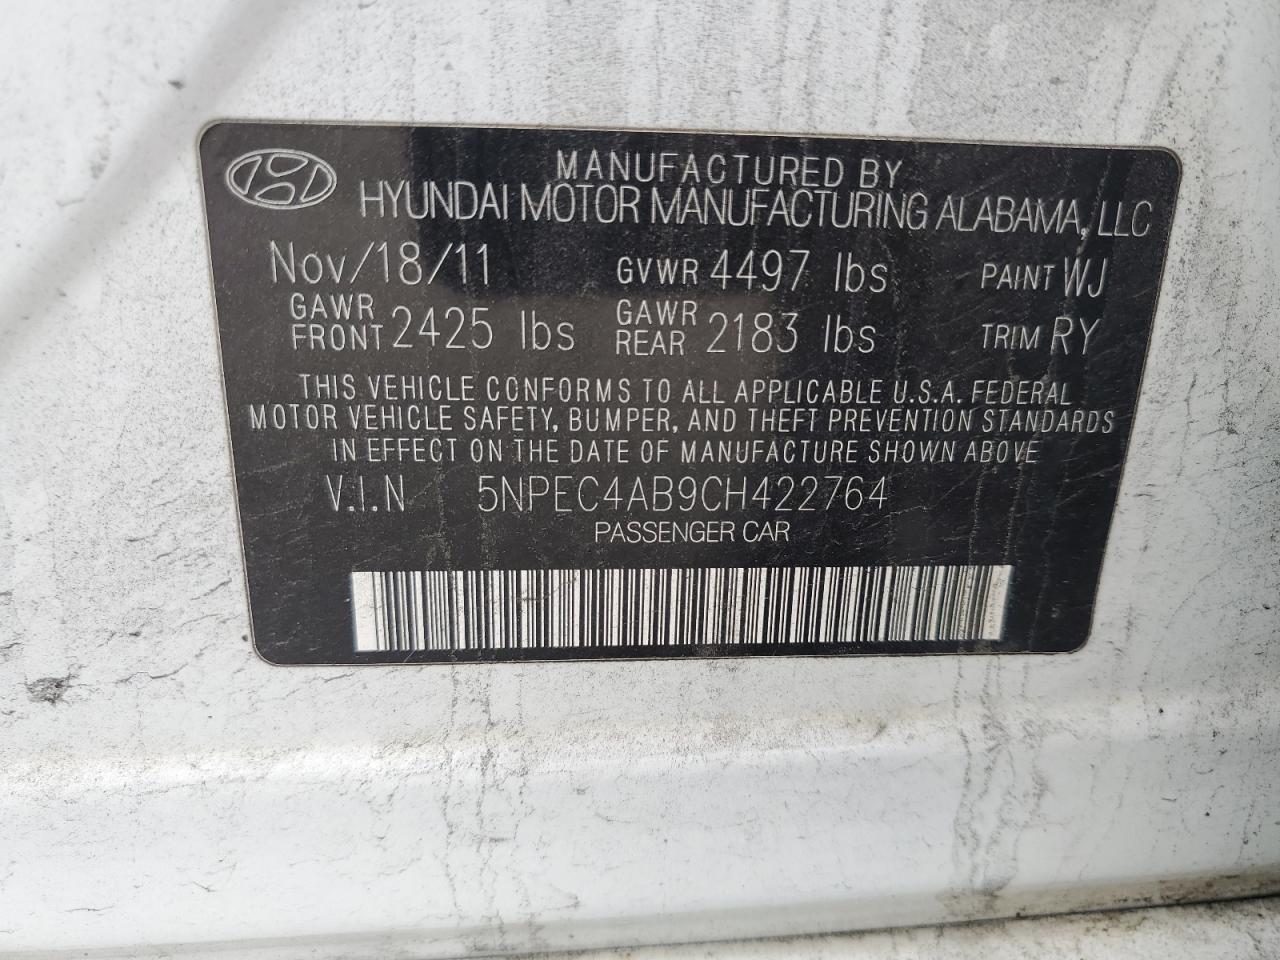 MANUFACTURED BY
HYUNDAI MOTOR MANUFACTURING ALABAMA, LLC
Nov/18/11 GVWR 4497 lbs PAINT WJ
GAWR FRONT 2425 lbs GAWR REAR 2183 lbs TRIM RY
THIS VEHICLE CONFORMS TO ALL APPLICABLE U.S.A. FEDERAL
MOTOR VEHICLE SAFETY, BUMPER, AND THEFT PREVENTION STANDARDS
IN EFFECT ON THE DATE OF MANUFACTURE SHOWN ABOVE
V.I.N 5NPEC4AB9CH422764
PASSENGER CAR